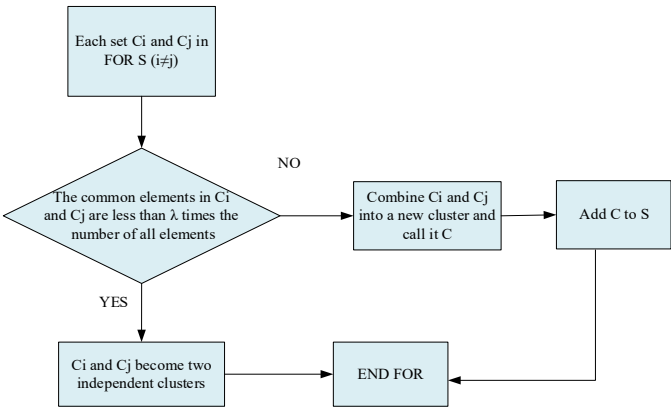 Each set Ci and Cj in
FOR S (i≠j)
NO
The common elements in Ci
and Cj are less than λ times the
number of all elements
Combine Ci and Cj
into a new cluster and
call it C
Add C to S
YES
Ci and Cj become two
independent clusters
END FOR